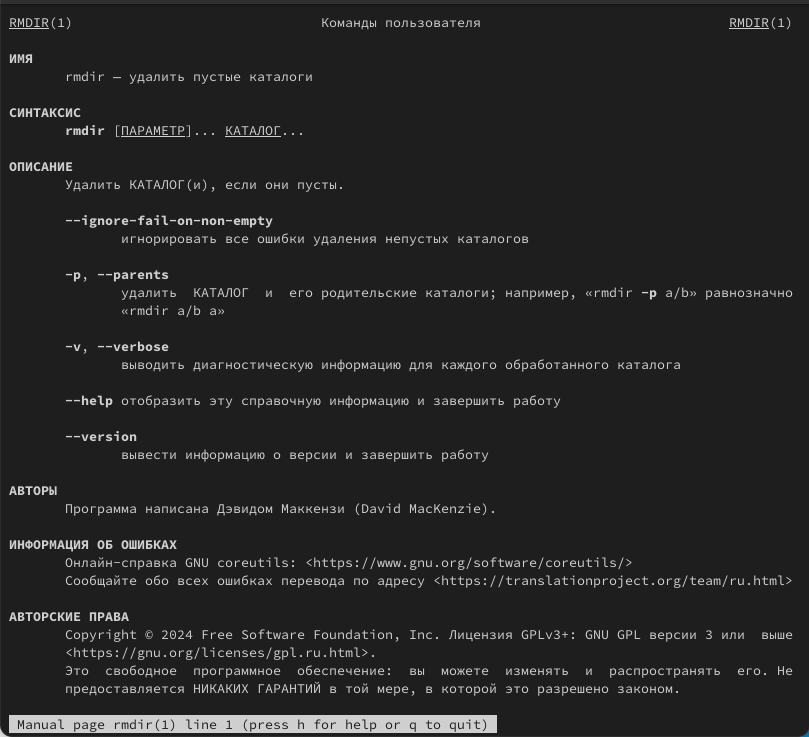 RMDIR(1) Команды пользователя RMDIR(1)
ИМЯ
rmdir — удалить пустые каталоги
СИНТАКСИС
rmdir [ПАРАМЕТР]... КАТАЛОГ...
ОПИСАНИЕ
Удалить КАТАЛОГ(и), если они пусты.
--ignore-fail-on-non-empty
игнорировать все ошибки удаления непустых каталогов
-p, --parents
удалить КАТАЛОГ и его родительские каталоги; например, «rmdir -p a/b» равнозначно
«rmdir a/b a»
-v, --verbose
выводить диагностическую информацию для каждого обработанного каталога
--help отобразить эту справочную информацию и завершить работу
--version
вывести информацию о версии и завершить работу
АВТОРЫ
Программа написана Дэвидом Маккензи (David MacKenzie).
ИНФОРМАЦИЯ ОБ ОШИБКАХ
Онлайн-справка GNU coreutils: <https://www.gnu.org/software/coreutils/>
Сообщайте обо всех ошибках перевода по адресу <https://translationproject.org/team/ru.html>
АВТОРСКИЕ ПРАВА
Copyright © 2024 Free Software Foundation, Inc. Лицензия GPLv3+: GNU GPL версии 3 или выше
<https://gnu.org/licenses/gpl.ru.html>.
Это свободное программное обеспечение: вы можете изменять и распространять его. Не
предоставляется НИКАКИХ ГАРАНТИЙ в той мере, в которой это разрешено законом.
Manual page rmdir(1) line 1 (press h for help or q to quit)